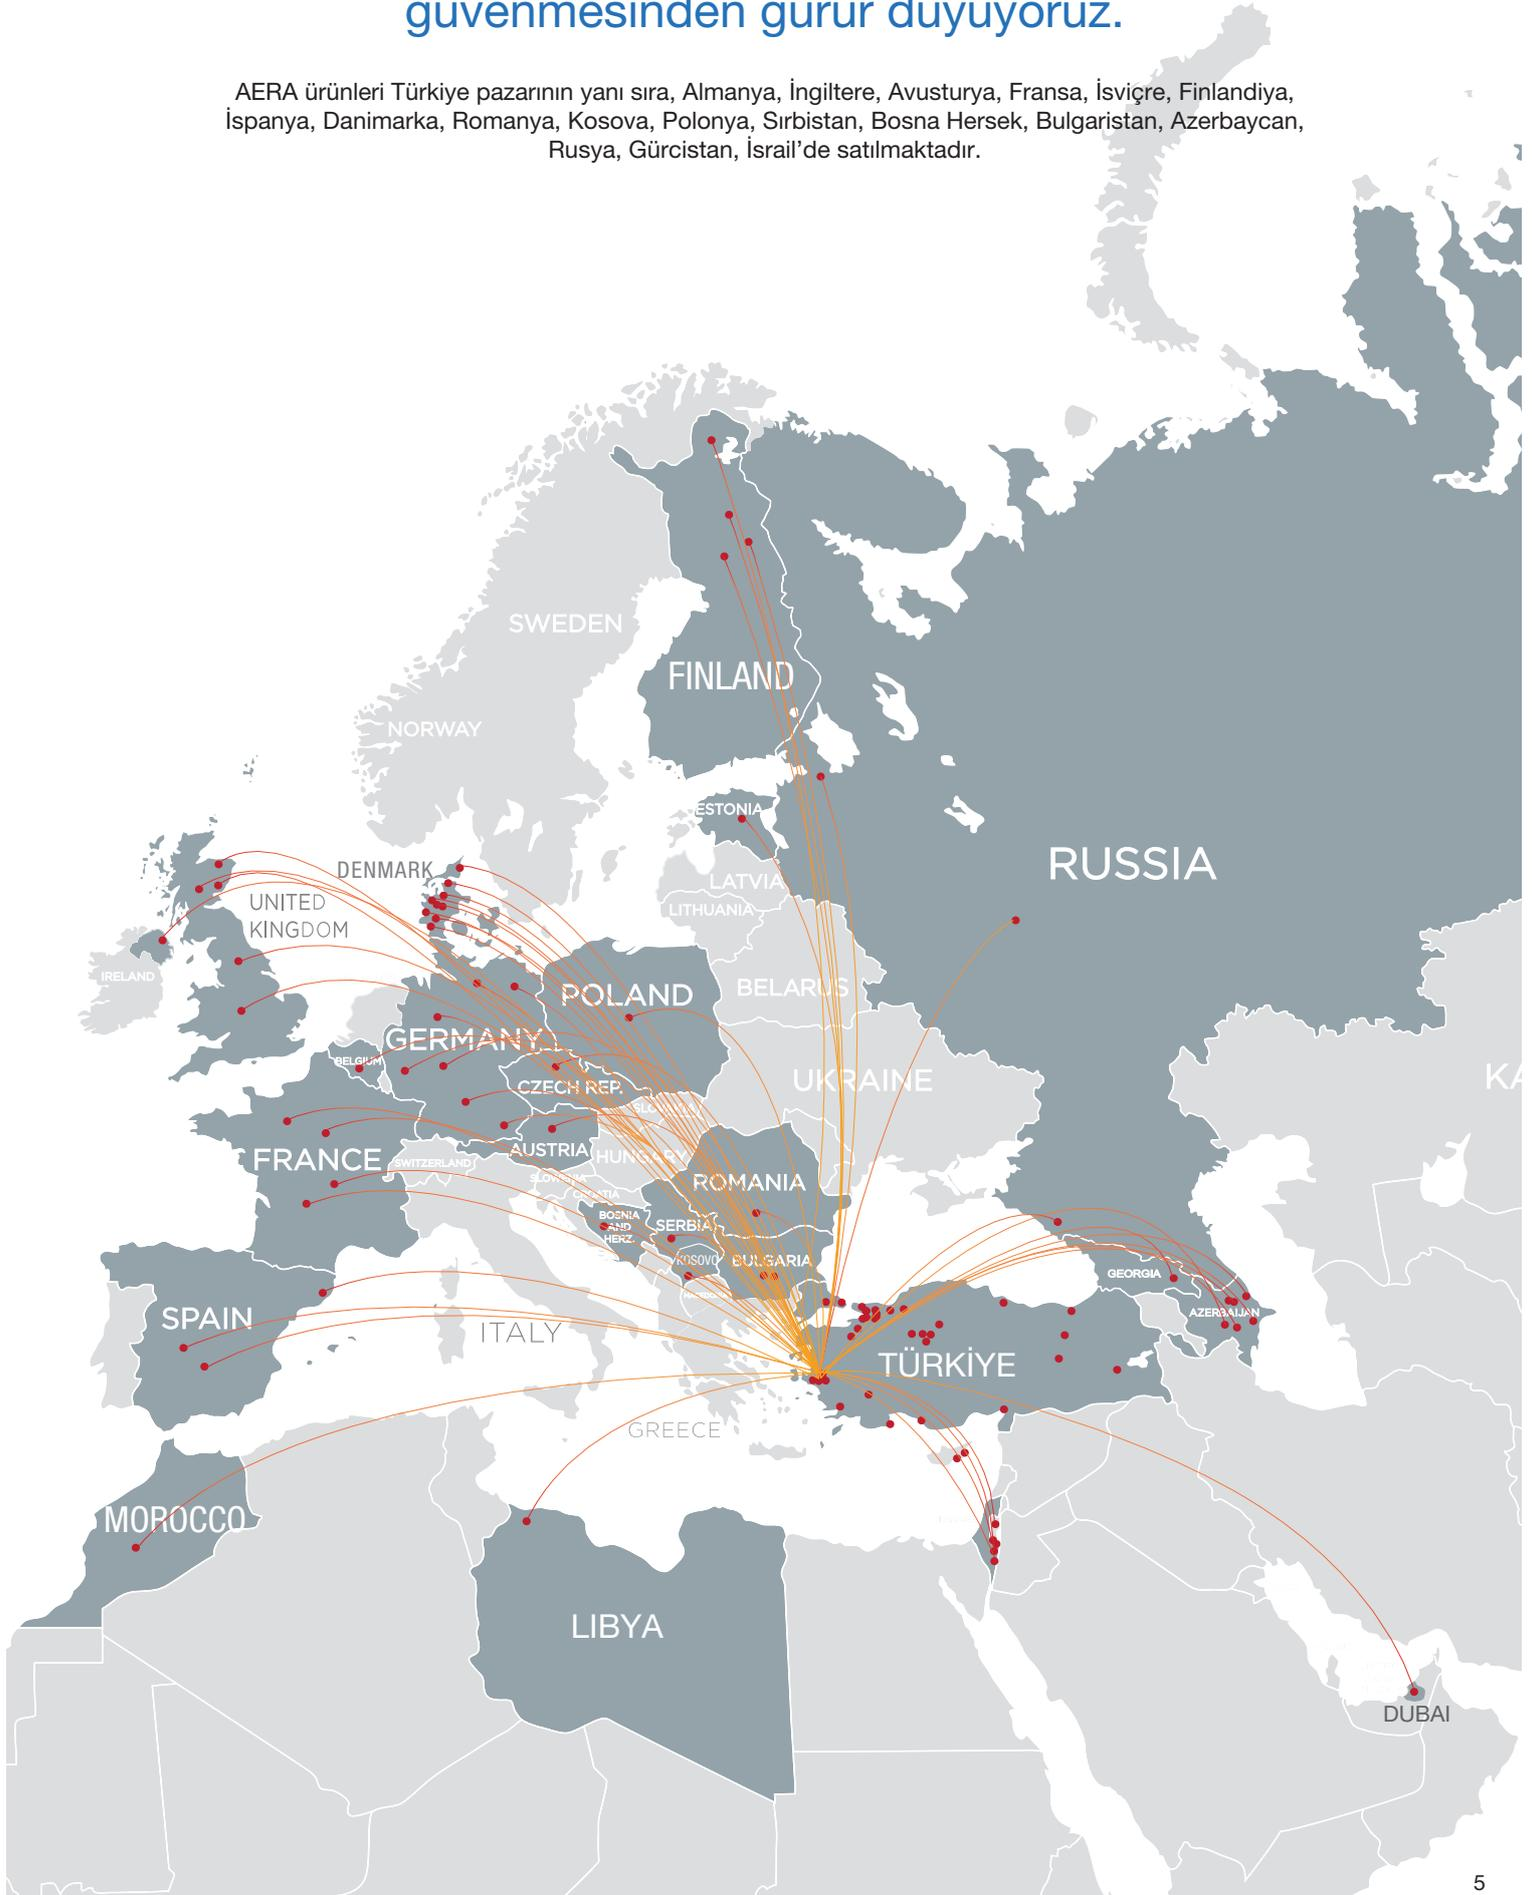 güvenmesinden gurur duyuyoruz.
AERA ürünleri Türkiye pazarının yanı sıra, Almanya, İngiltere, Avusturya, Fransa, İsviçre, Finlandiya,
İspanya, Danimarka, Romanya, Kosova, Polonya, Sırbistan, Bosna Hersek, Bulgaristan, Azerbaycan,
Rusya, Gürcistan, İsrail’de satılmaktadır.
SWEDEN
FINLAND
NORWAY
ESTONIA
RUSSIA
DENMARK
LATVIA
UNITED
KINGDOM
LITHUANIA
IRELAND
BELARUS
POLAND
GERMANY
BELGIUM
UKRAINE
KA
CZECH REP.
SLOVAKIA
AUSTRIA
HUNGARY
FRANCE
SWITZERLAND
SLOVENIA
ROMANIA
CROATIA
BOSNIA
AND
HERZ.
SERBIA
KOSOVO
BULGARIA
GEORGIA
MACEDONIA
AZERBAIJAN
SPAIN
ITALY
TÜRKİYE
GREECE
MOROCCO
LIBYA
DUBAI
5